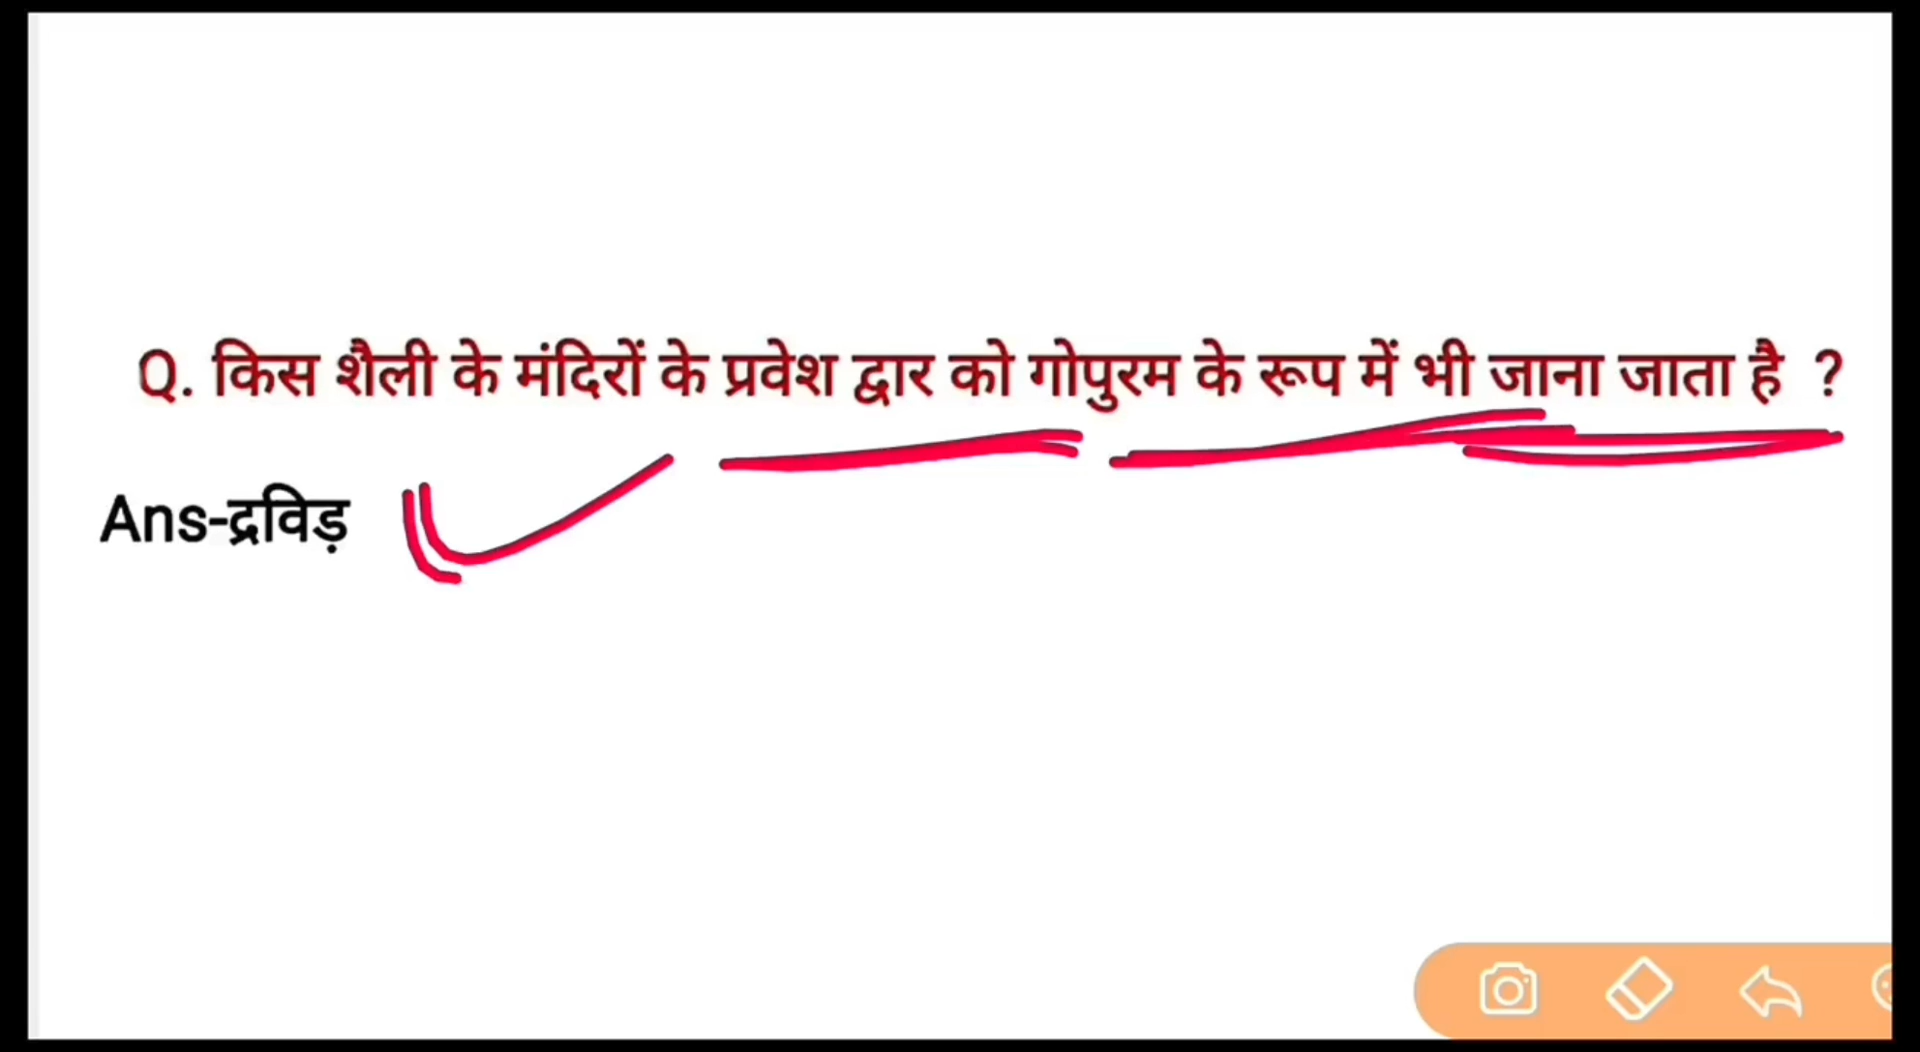 Q. किस शैली के मंदिरों के प्रवेश द्वार को गोपुरम के रूप में भी जाना जाता है ?
Ans-द्रविड़